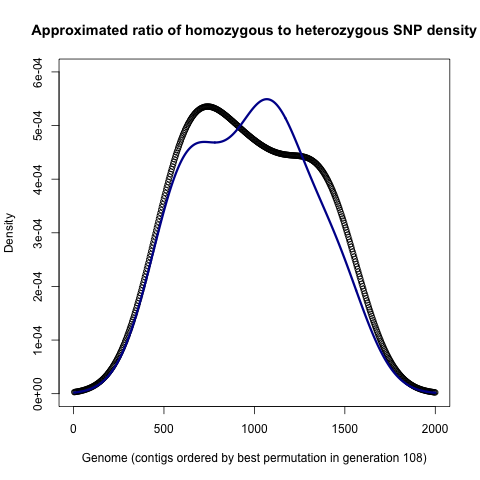 Approximated ratio of homozygous to heterozygous SNP density
6e-04
5e-04
4e-04
3e-04
2e-04
1e-04
0e+00
Density
0 500 1000 1500 2000
Genome (contigs ordered by best permutation in generation 108)